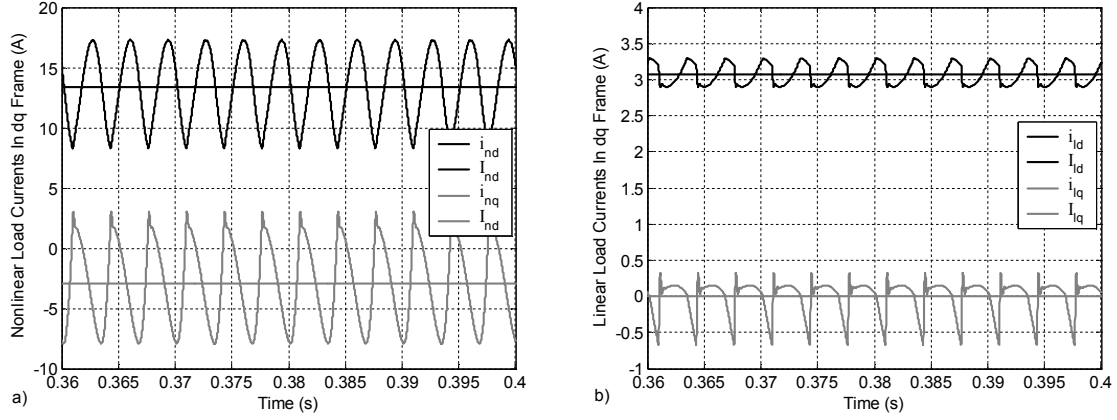 Nonlinear Load Currents In dq Frame (A)
20
15
10
5
0
-5
-10
0.36 0.365 0.37 0.375 0.38 0.385 0.39 0.395 0.4
Time (s)
i_nd
I_nd
i_nq
I_nd
a)
Linear Load Currents In dq Frame (A)
4
3.5
3
2.5
2
1.5
1
0.5
0
-0.5
-1
0.36 0.365 0.37 0.375 0.38 0.385 0.39 0.395 0.4
Time (s)
i_ld
I_ld
i_lq
I_lq
b)